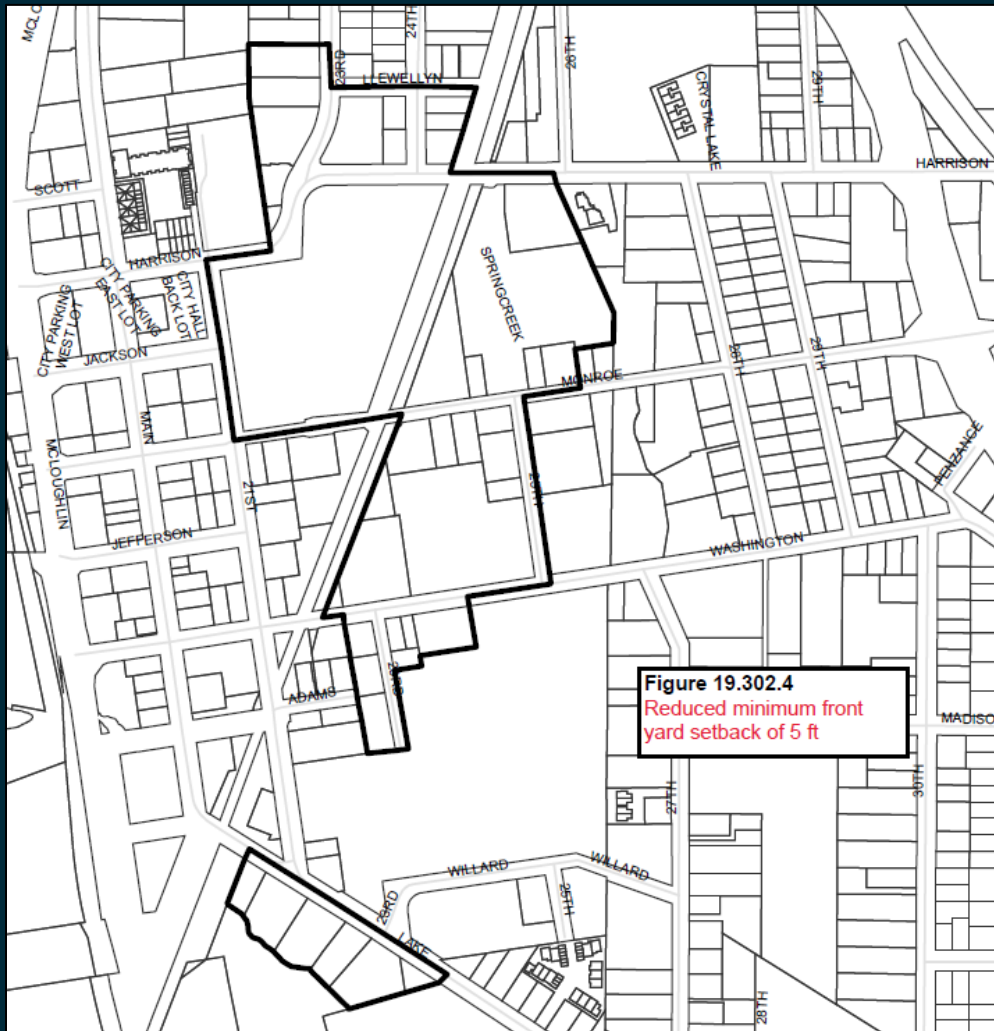 MCLO
23RD
24TH
LLEWELLYN
26TH
CRYSTAL LAKE
29TH
HARRISON
SCOTT
HARRISON
CITY PARKING
EAST LOT
CITY HALL
BACK LOT
CITY PARKING
WEST LOT
SPRINGCREEK
JACKSON
MONROE
28TH
29TH
MAIN
MCLOUGHLIN
21ST
25TH
PENZANCE
JEFFERSON
WASHINGTON
23RD
ADAMS
Figure 19.302.4
Reduced minimum front
yard setback of 5 ft
MADISO
30TH
27TH
WILLARD
WILLARD
23RD
25TH
LAKE
28TH